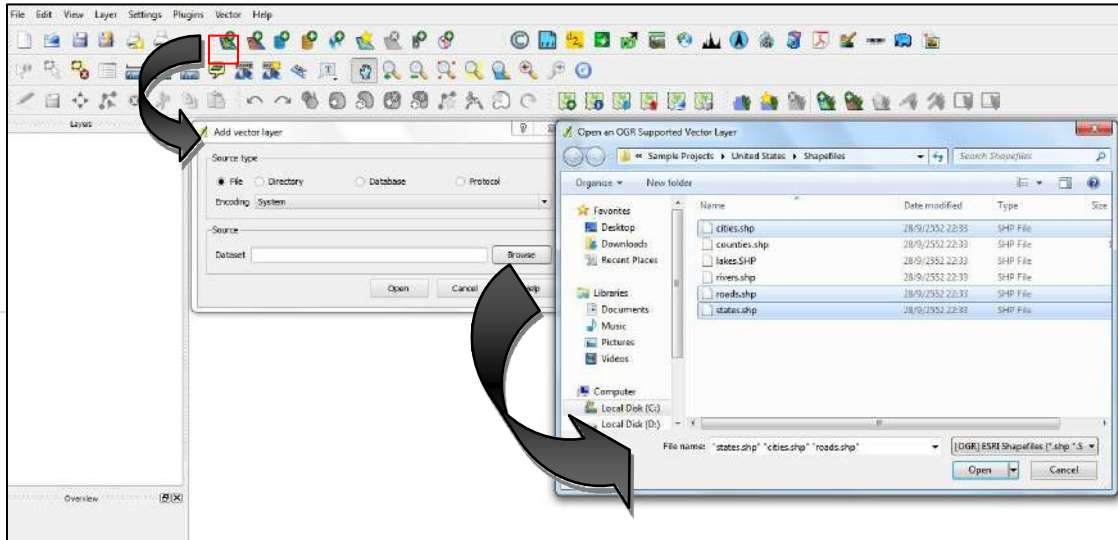 File Edit View Layer Settings Plugins Vector Help
Layers
Add vector layer
Source type
File Directory Database Protocol
Encoding System
Source
Dataset Browse
Open Cancel
Overview
Open an OGR Supported Vector Layer
« Sample Projects United States Shapefiles
Search Shapefiles
Organize New folder
Favorites
Desktop
Downloads
Recent Places
Libraries
Documents
Music
Pictures
Videos
Computer
Local Disk (C:)
Local Disk (D:)
Name Date modified Type Size
cities.shp 28/9/2552 22:33 SHP File
counties.shp 28/9/2552 22:33 SHP File
lakes.SHP 28/9/2552 22:33 SHP File
rivers.shp 28/9/2552 22:33 SHP File
roads.shp 28/9/2552 22:33 SHP File
states.shp 28/9/2552 22:33 SHP File
File name: "states.shp" "cities.shp" "roads.shp"
[OGR] ESRI Shapefiles (*.shp *.S
Open Cancel